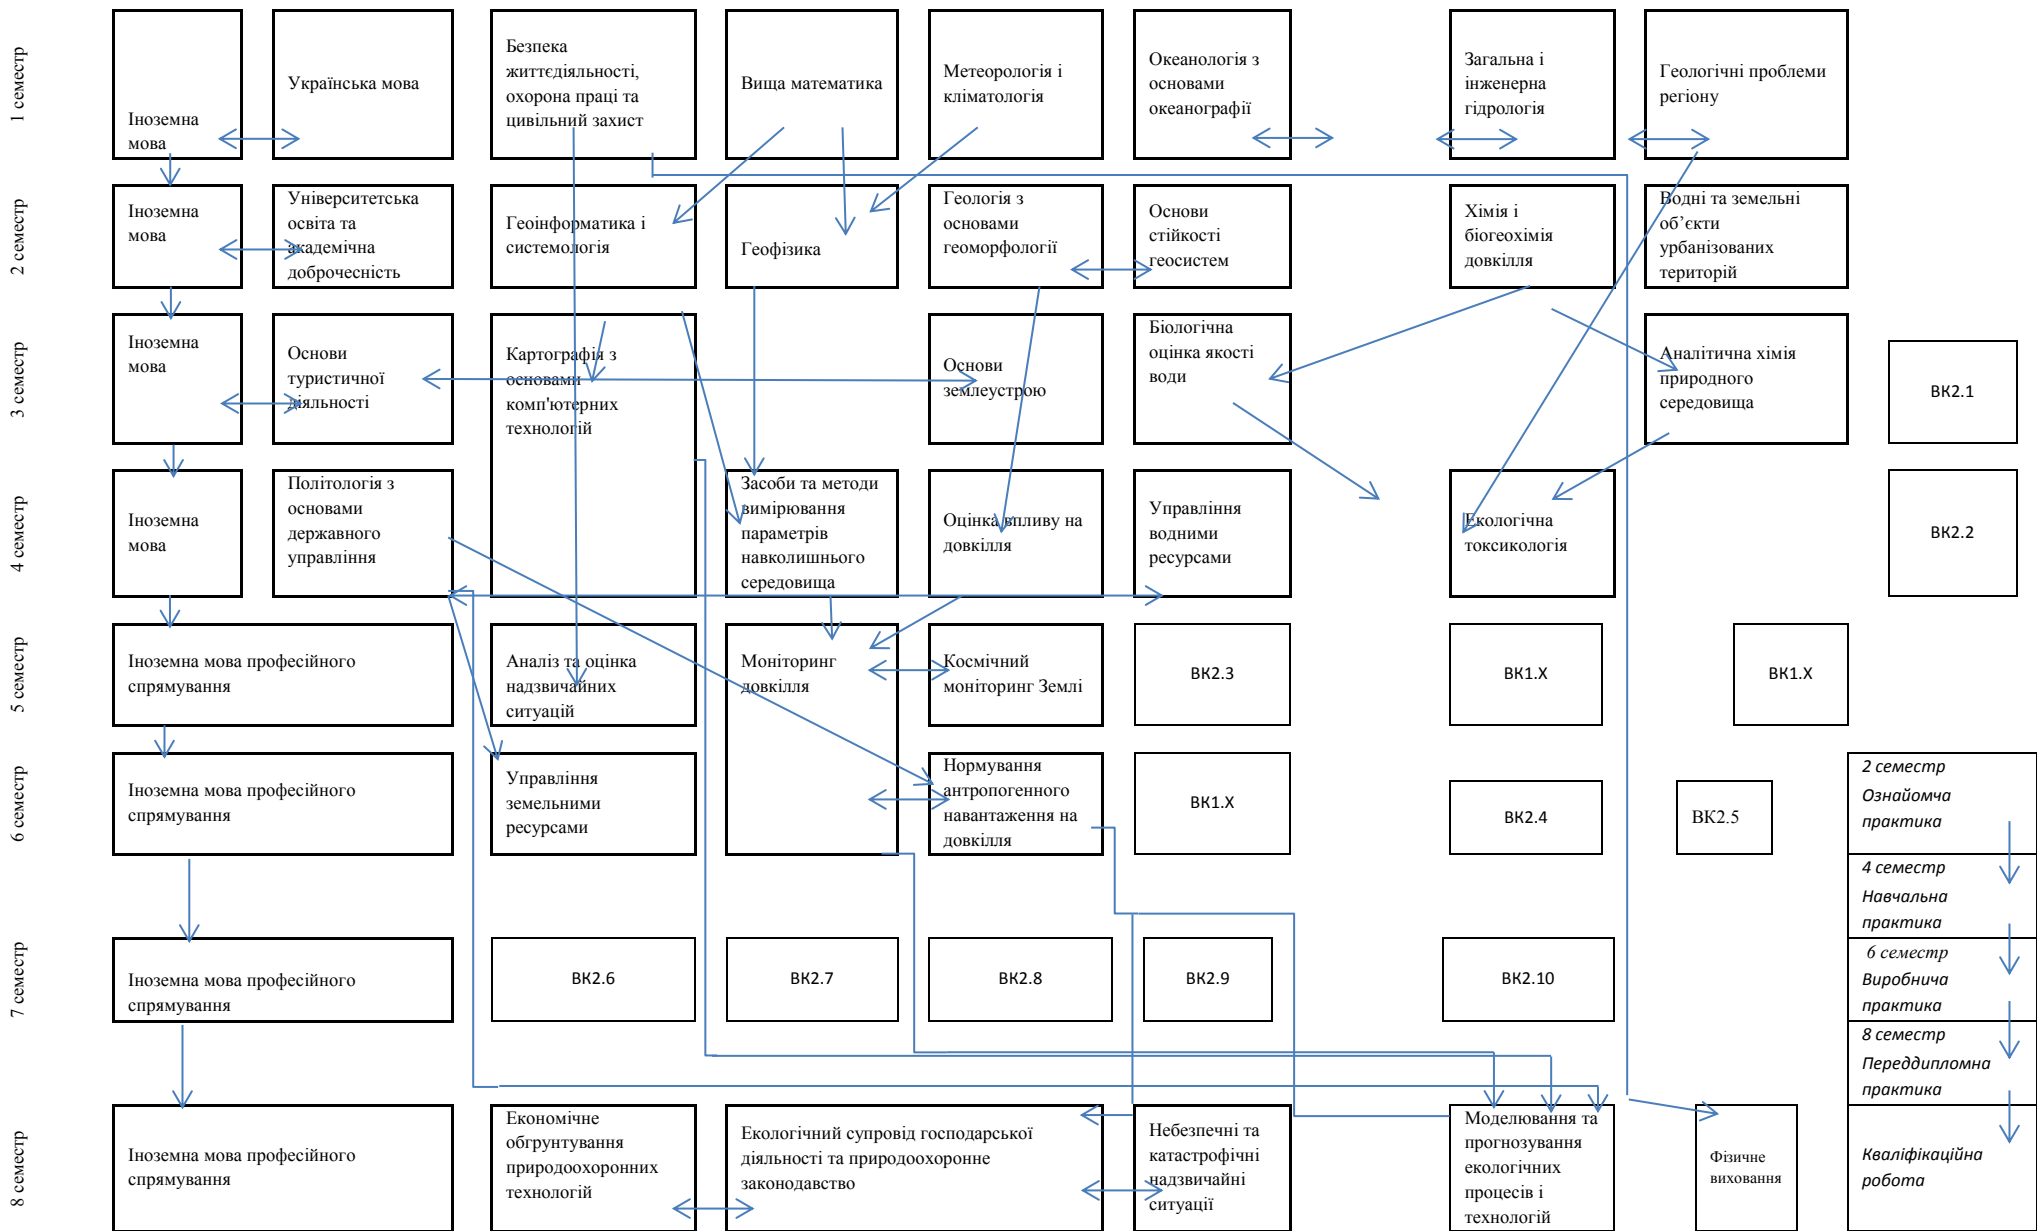 1 семестр
Іноземна
мова
Українська мова
Безпека
життєдіяльності,
охорона праці та
цивільний захист
Вища математика
Метеорологія і
кліматологія
Океанологія з
основами
океанографії
Загальна і
інженерна
гідрологія
Геологічні проблеми
регіону
2 семестр
Іноземна
мова
Університетська
освіта та
академічна
доброчесність
Геоінформатика і
системологія
Геофізика
Геологія з
основами
геоморфології
Основи
стійкості
геосистем
Хімія і
біогеохімія
довкілля
Водні та земельні
об’єкти
урбанізованих
територій
3 семестр
Іноземна
мова
Основи
туристичної
діяльності
Картографія з
основами
комп'ютерних
технологій
Основи
землеустрою
Біологічна
оцінка якості
води
Аналітична хімія
природного
середовища
ВК2.1
4 семестр
Іноземна
мова
Політологія з
основами
державного
управління
Засоби та методи
вимірювання
параметрів
навколишнього
середовища
Оцінка впливу на
довкілля
Управління
водними
ресурсами
Екологічна
токсикологія
ВК2.2
5 семестр
Іноземна мова професійного
спрямування
Аналіз та оцінка
надзвичайних
ситуацій
Моніторинг
довкілля
Космічний
моніторинг Землі
ВК2.3
ВК1.Х
ВК1.Х
6 семестр
Іноземна мова професійного
спрямування
Управління
земельними
ресурсами
Нормування
антропогенного
навантаження на
довкілля
ВК1.Х
ВК2.4
ВК2.5
2 семестр
Ознайомча
практика
4 семестр
Навчальна
практика
7 семестр
Іноземна мова професійного
спрямування
ВК2.6
ВК2.7
ВК2.8
ВК2.9
ВК2.10
6 семестр
Виробнича
практика
8 семестр
Переддипломна
практика
8 семестр
Іноземна мова професійного
спрямування
Економічне
обгрунтування
природоохоронних
технологій
Екологічний супровід господарської
діяльності та природоохоронне
законодавство
Небезпечні та
катастрофічні
надзвичайні
ситуації
Моделювання та
прогнозування
екологічних
процесів і
технологій
Фізичне
виховання
Кваліфікаційна
робота